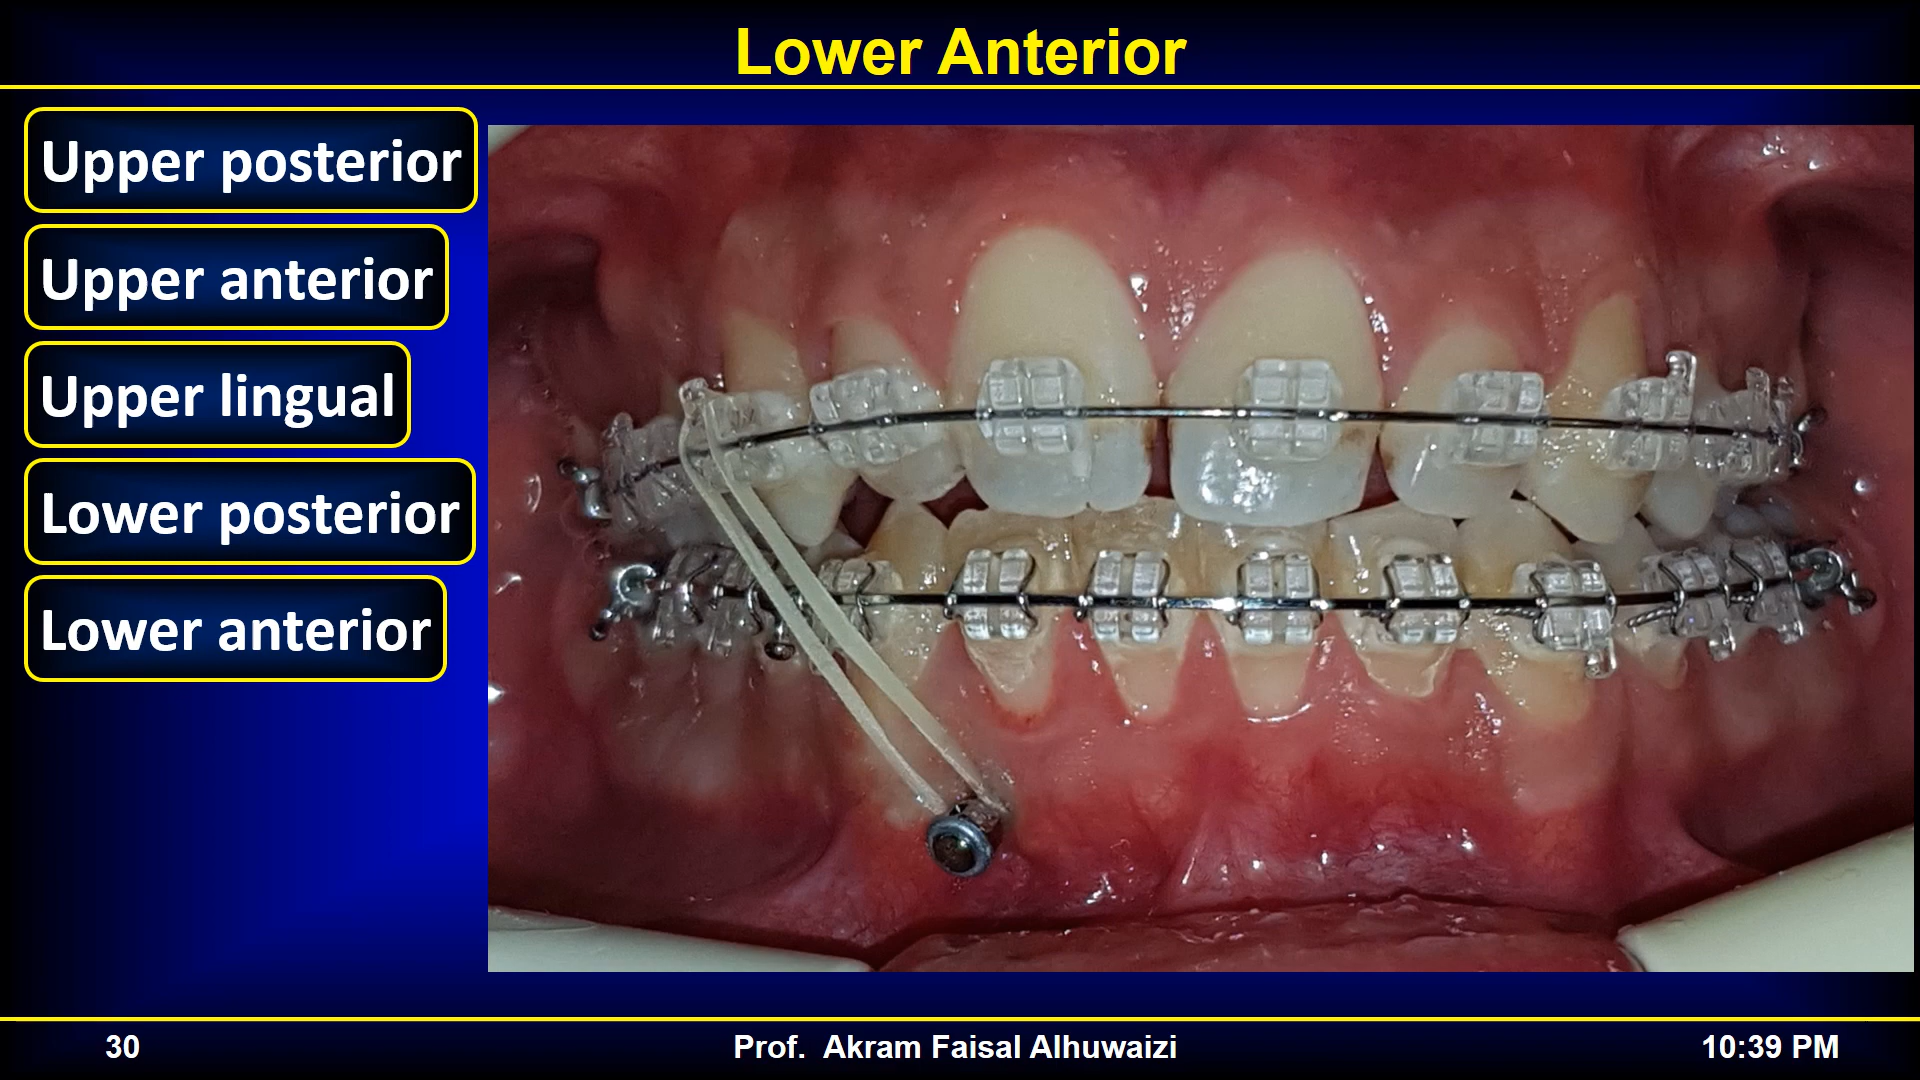 Lower Anterior
Upper posterior
Upper anterior
Upper lingual
Lower posterior
Lower anterior
30
Prof.  Akram Faisal Alhuwaizi
10:39 PM